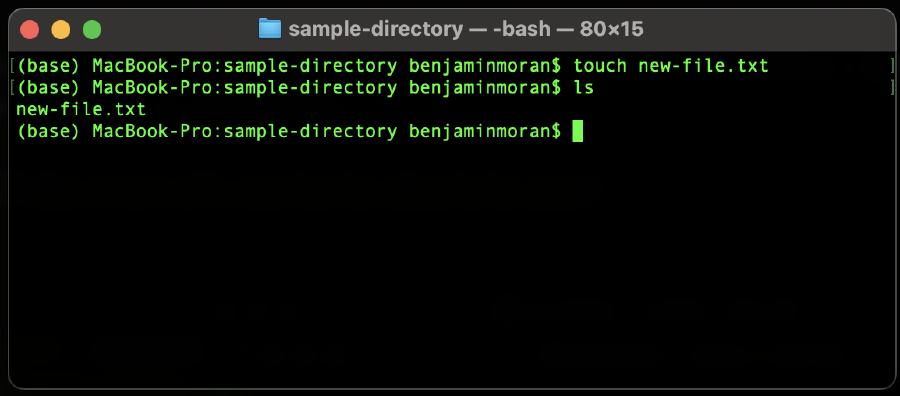 sample-directory — -bash — 80×15
[(base) MacBook-Pro:sample-directory benjaminmoran$ touch new-file.txt ]
[(base) MacBook-Pro:sample-directory benjaminmoran$ ls ]
new-file.txt
(base) MacBook-Pro:sample-directory benjaminmoran$